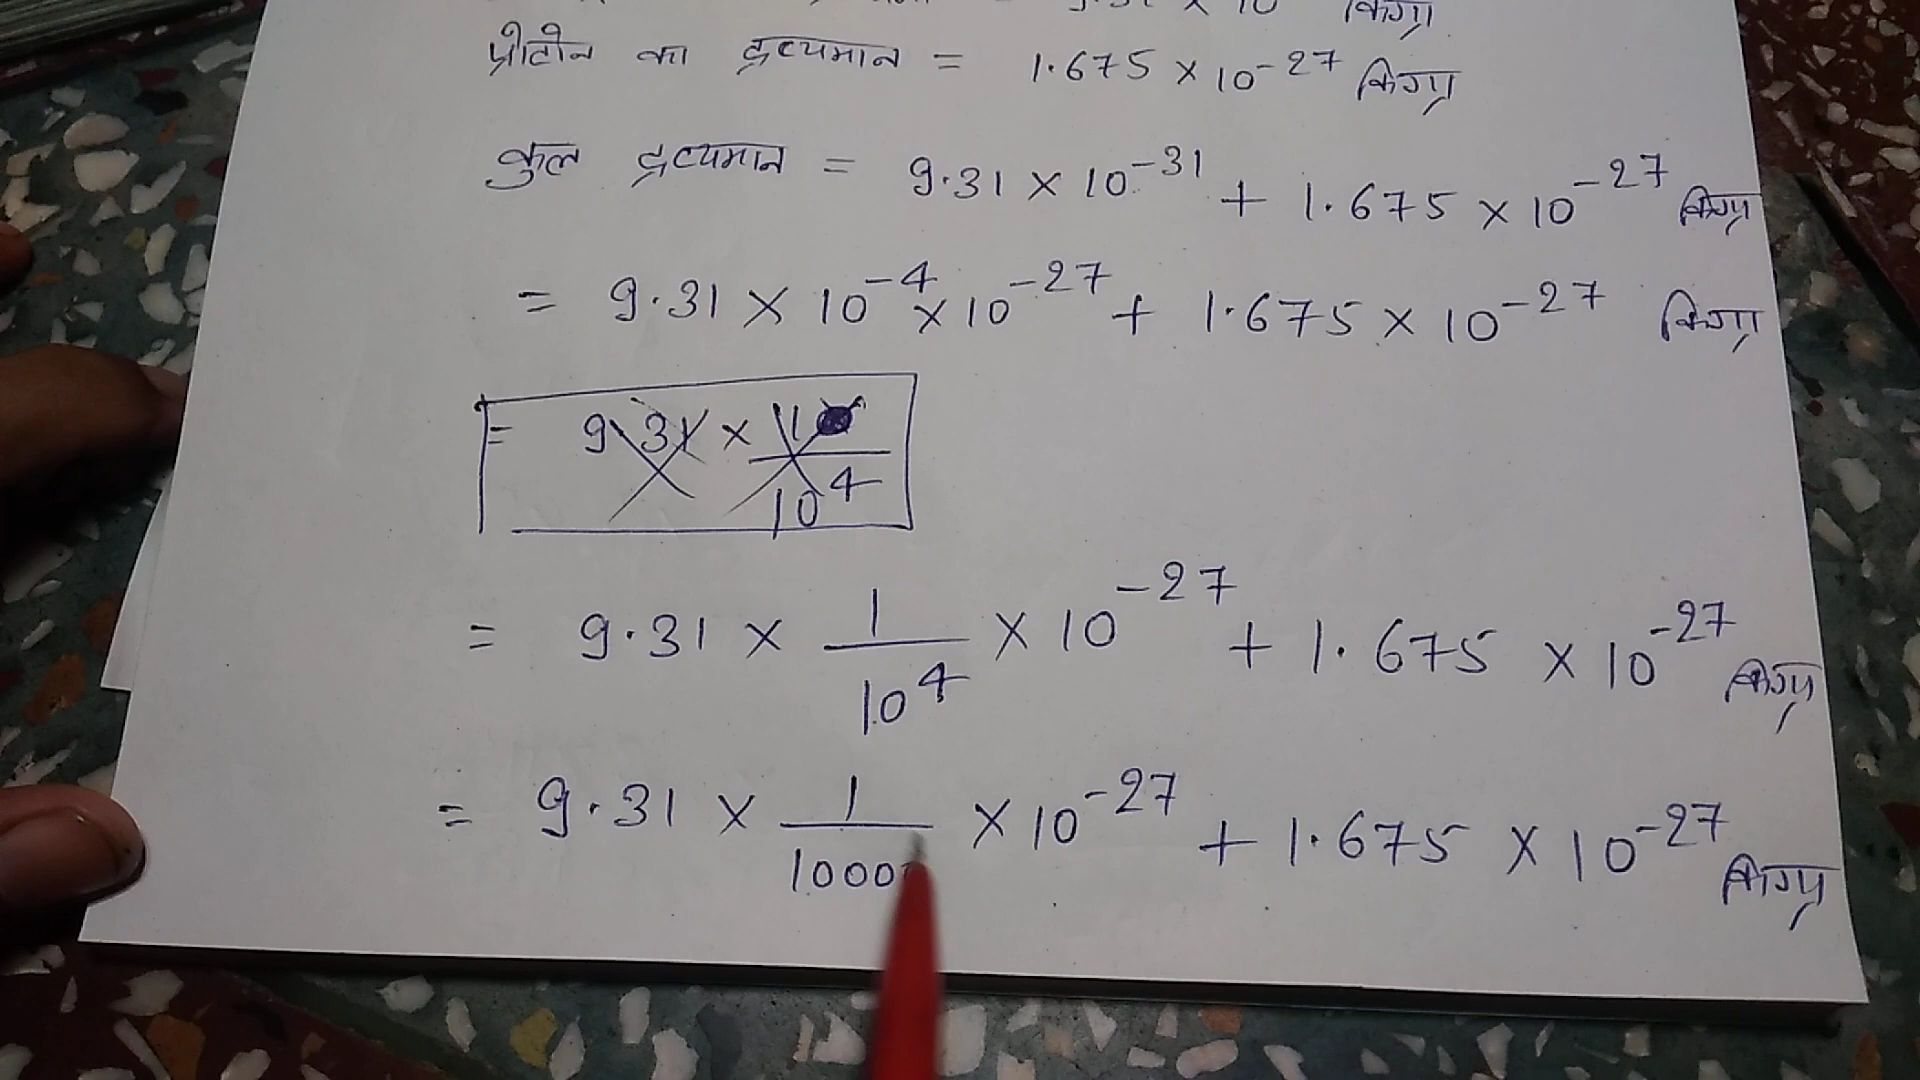 प्रोटोन का द्रव्यमान = 1.675 × 10⁻²⁷ किग्रा
कुल द्रव्यमान = 9.31 × 10⁻³¹ + 1.675 × 10⁻²⁷ किग्रा
= 9.31 × 10⁻⁴ × 10⁻²⁷ + 1.675 × 10⁻²⁷ किग्रा
= 9.31 × 1/10⁴ × 10⁻²⁷ + 1.675 × 10⁻²⁷ किग्रा
= 9.31 × 1/1000 × 10⁻²⁷ + 1.675 × 10⁻²⁷ किग्रा